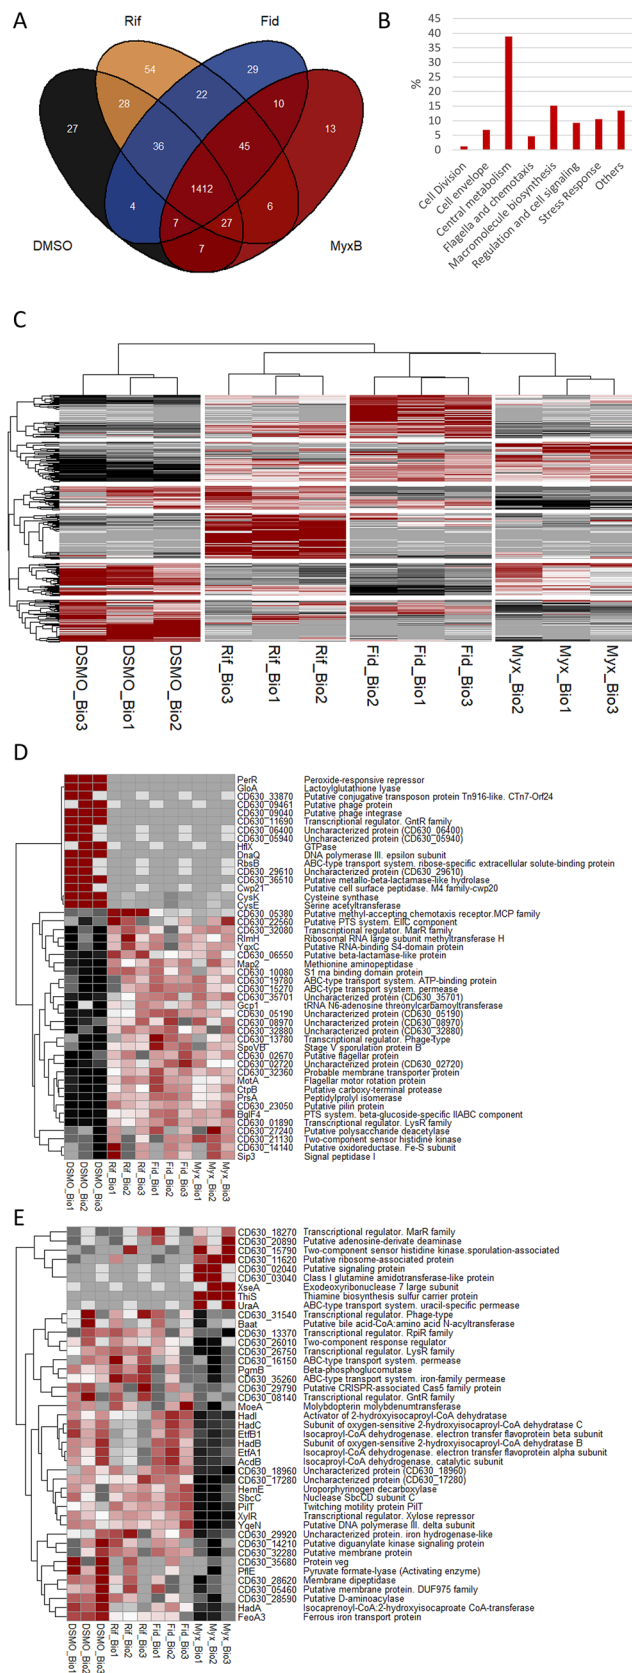 A
Rif
Fid
54
29
28
22
10
27
13
36
45
1412
4
7
27
6
7
DMSO
MyxB
B
%
45
40
35
30
25
20
15
10
5
0
Cell Division
Cell envelope
Central metabolism
Flagella and chemotaxis
Macromolecule biosynthesis
Regulation and cell signaling
Stress Response
Others
C
DSMO_Bio3
DSMO_Bio1
DSMO_Bio2
Rif_Bio3
Rif_Bio1
Rif_Bio2
Fid_Bio2
Fid_Bio1
Fid_Bio3
Myx_Bio2
Myx_Bio1
Myx_Bio3
D
PerR Peroxide-responsive repressor
GloA Lactoylglutathione lyase
CD630_33870 Putative conjugative transposon protein Tn916-like. CTn7-Orf24
CD630_09461 Putative phage protein
CD630_09040 Putative phage integrase
CD630_11690 Transcriptional regulator. GntR family
CD630_06400 Uncharacterized protein (CD630_06400)
CD630_05940 Uncharacterized protein (CD630_05940)
HflX GTPase
DnaQ DNA polymerase III. epsilon subunit
RbsB ABC-type transport system. ribose-specific extracellular solute-binding protein
CD630_29610 Uncharacterized protein (CD630_29610)
CD630_36510 Putative metallo-beta-lactamase-like hydrolase
Cwp21 Putative cell surface peptidase. M4 family-cwp20
CysK Cysteine synthase
CysE Serine acetyltransferase
CD630_05380 Putative methyl-accepting chemotaxis receptor.MCP family
CD630_22560 Putative PTS system. EIIC component
CD630_32080 Transcriptional regulator. MarR family
RlmH Ribosomal RNA large subunit methyltransferase H
YqxC Putative RNA-binding S4-domain protein
CD630_06550 Putative beta-lactamase-like protein
Map2 Methionine aminopeptidase
CD630_10080 S1 rna binding domain protein
CD630_19780 ABC-type transport system. ATP-binding protein
CD630_15270 ABC-type transport system. permease
CD630_35701 Uncharacterized protein (CD630_35701)
Gcp1 tRNA N6-adenosine threonylcarbamoyltransferase
CD630_05190 Uncharacterized protein (CD630_05190)
CD630_08970 Uncharacterized protein (CD630_08970)
CD630_32880 Uncharacterized protein (CD630_32880)
CD630_13780 Transcriptional regulator. Phage-type
SpoVB Stage V sporulation protein B
CD630_02670 Putative flagellar protein
CD630_02720 Uncharacterized protein (CD630_02720)
CD630_32360 Probable membrane transporter protein
MotA Flagellar motor rotation protein
CtpB Putative carboxy-terminal protease
PrsA Peptidylprolyl isomerase
CD630_23050 Putative pilin protein
BglF4 PTS system. beta-glucoside-specific IIABC component
CD630_01890 Transcriptional regulator. LysR family
CD630_27240 Putative polysaccharide deacetylase
CD630_21130 Two-component sensor histidine kinase
CD630_14140 Putative oxidoreductase. Fe-S subunit
Sip3 Signal peptidase I
DSMO_Bio1
DSMO_Bio2
DSMO_Bio3
Rif_Bio1
Rif_Bio2
Rif_Bio3
Fid_Bio1
Fid_Bio2
Fid_Bio3
Myx_Bio1
Myx_Bio2
Myx_Bio3
E
CD630_18270 Transcriptional regulator. MarR family
CD630_20890 Putative adenosine-derivate deaminase
CD630_15790 Two-component sensor histidine kinase.sporulation-associated
CD630_11620 Putative ribosome-associated protein
CD630_02040 Putative signaling protein
CD630_03040 Class I glutamine amidotransferase-like protein
XseA Exodeoxyribonuclease 7 large subunit
ThiS Thiamine biosynthesis sulfur carrier protein
UraA ABC-type transport system. uracil-specific permease
CD630_31540 Transcriptional regulator. Phage-type
Baat Putative bile acid-CoA:amino acid N-acyltransferase
CD630_13370 Transcriptional regulator. RpiR family
CD630_26010 Two-component response regulator
CD630_26750 Transcriptional regulator. LysR family
CD630_16150 ABC-type transport system. permease
PgmB Beta-phosphoglucomutase
CD630_35260 ABC-type transport system. iron-family permease
CD630_29790 Putative CRISPR-associated Cas5 family protein
CD630_08140 Transcriptional regulator. GntR family
MoeA Molybdopterin molybdenumtransferase
HadI Activator of 2-hydroxyisocaproyl-CoA dehydratase
HadC Subunit of oxygen-sensitive 2-hydroxyisocaproyl-CoA dehydratase C
EtfB1 Isocaproyl-CoA dehydrogenase. electron transfer flavoprotein beta subunit
HadB Subunit of oxygen-sensitive 2-hydroxyisocaproyl-CoA dehydratase B
EtfA1 Isocaproyl-CoA dehydrogenase. electron transfer flavoprotein alpha subunit
AcdB Isocaproyl-CoA dehydrogenase. catalytic subunit
CD630_18960 Uncharacterized protein (CD630_18960)
CD630_17280 Uncharacterized protein (CD630_17280)
HemE Uroporphyrinogen decarboxylase
SbcC Nuclease SbcCD subunit C
PilT Twitching motility protein PilT
XylR Transcriptional regulator. Xylose repressor
YqeN Putative DNA polymerase III. delta subunit
CD630_29920 Uncharacterized protein. iron hydrogenase-like
CD630_14210 Putative diguanylate kinase signaling protein
CD630_32280 Putative membrane protein
CD630_35680 Protein veg
PflE Pyruvate formate-lyase (Activating enzyme)
CD630_28620 Membrane dipeptidase
CD630_05460 Putative membrane protein. DUF975 family
CD630_28590 Putative D-aminoacylase
HadA Isocaprenoyl-CoA:2-hydroxyisocaproate CoA-transferase
FeoA3 Ferrous iron transport protein
DSMO_Bio1
DSMO_Bio2
DSMO_Bio3
Rif_Bio1
Rif_Bio2
Rif_Bio3
Fid_Bio1
Fid_Bio2
Fid_Bio3
Myx_Bio1
Myx_Bio2
Myx_Bio3